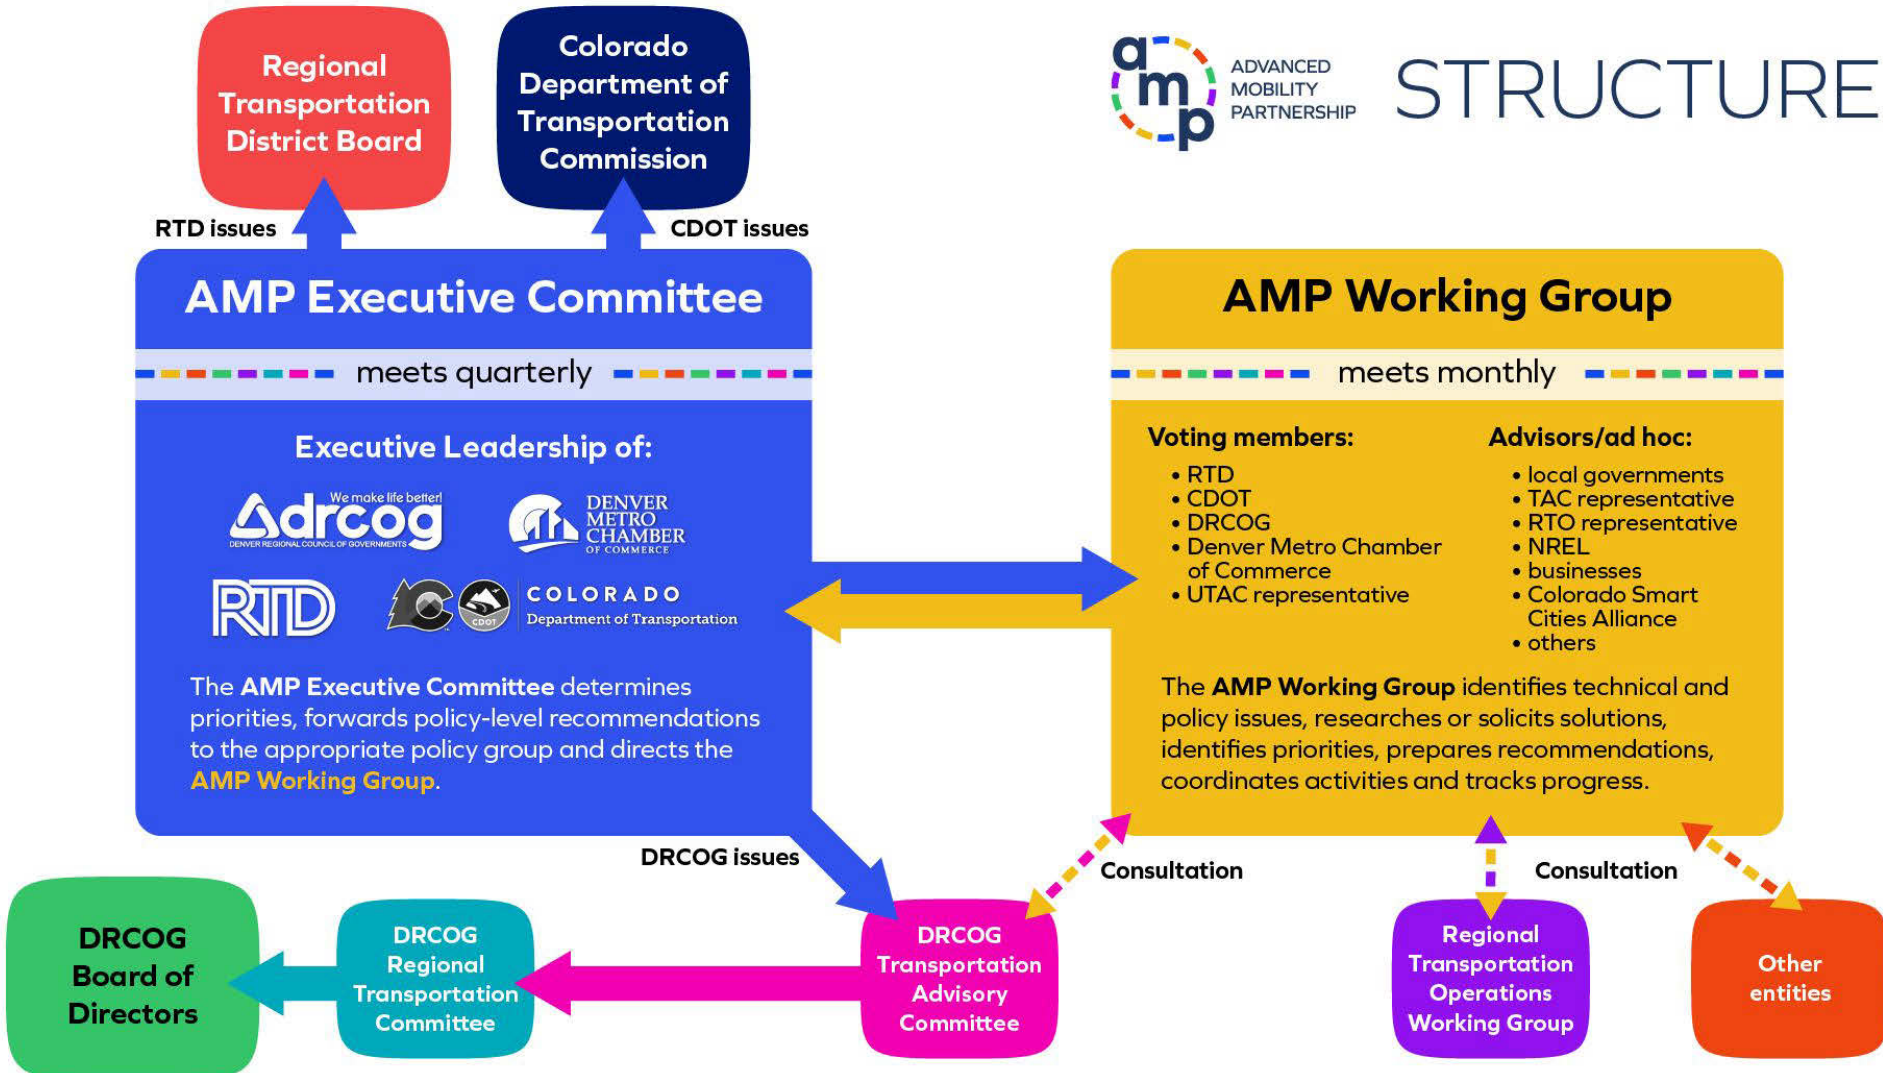 Regional
Transportation
District Board
Colorado
Department of
Transportation
Commission
amp
ADVANCED
MOBILITY
PARTNERSHIP
STRUCTURE
RTD issues
CDOT issues
AMP Executive Committee
meets quarterly
Executive Leadership of:
We make life better!
drcog
DENVER REGIONAL COUNCIL OF GOVERNMENTS
DENVER
METRO
CHAMBER
OF COMMERCE
RTD
CDOT
COLORADO
Department of Transportation
The AMP Executive Committee determines
priorities, forwards policy-level recommendations
to the appropriate policy group and directs the
AMP Working Group.
AMP Working Group
meets monthly
Voting members:
• RTD
• CDOT
• DRCOG
• Denver Metro Chamber
of Commerce
• UTAC representative
Advisors/ad hoc:
• local governments
• TAC representative
• RTO representative
• NREL
• businesses
• Colorado Smart
Cities Alliance
• others
The AMP Working Group identifies technical and
policy issues, researches or solicits solutions,
identifies priorities, prepares recommendations,
coordinates activities and tracks progress.
DRCOG issues
Consultation
Consultation
DRCOG
Board of
Directors
DRCOG
Regional
Transportation
Committee
DRCOG
Transportation
Advisory
Committee
Regional
Transportation
Operations
Working Group
Other
entities